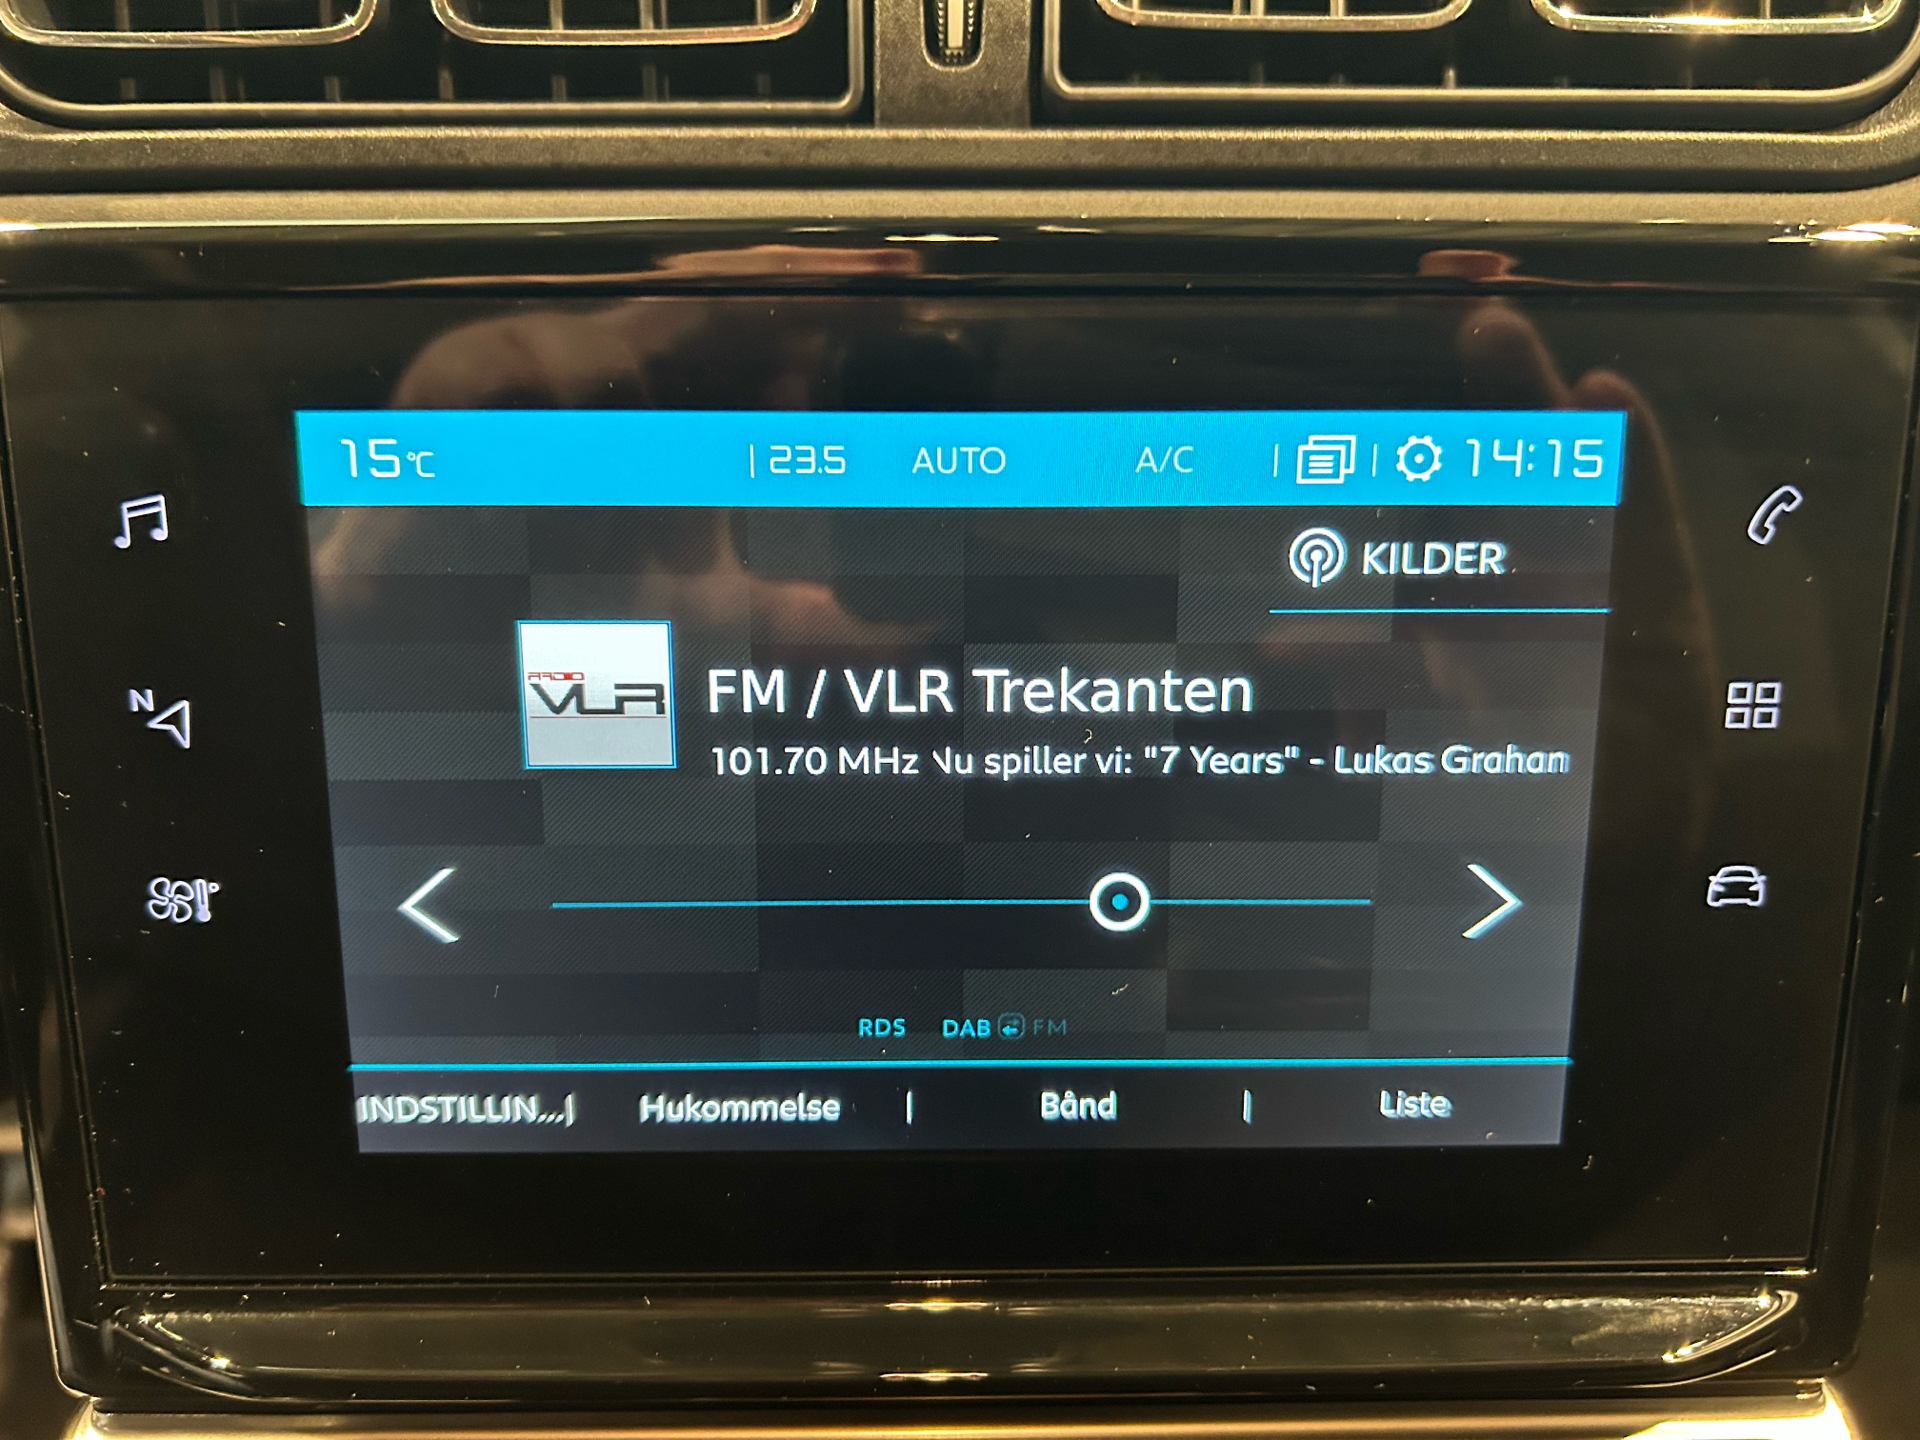 15°C | 23.5 AUTO A/C | | 14:15
KILDER
RADIO
VLR
FM / VLR Trekanten
101.70 MHz Nu spiller vi: "7 Years" - Lukas Grahan
N
RDS DAB FM
INDSTILLIN...| Hukommelse | Bånd | Liste